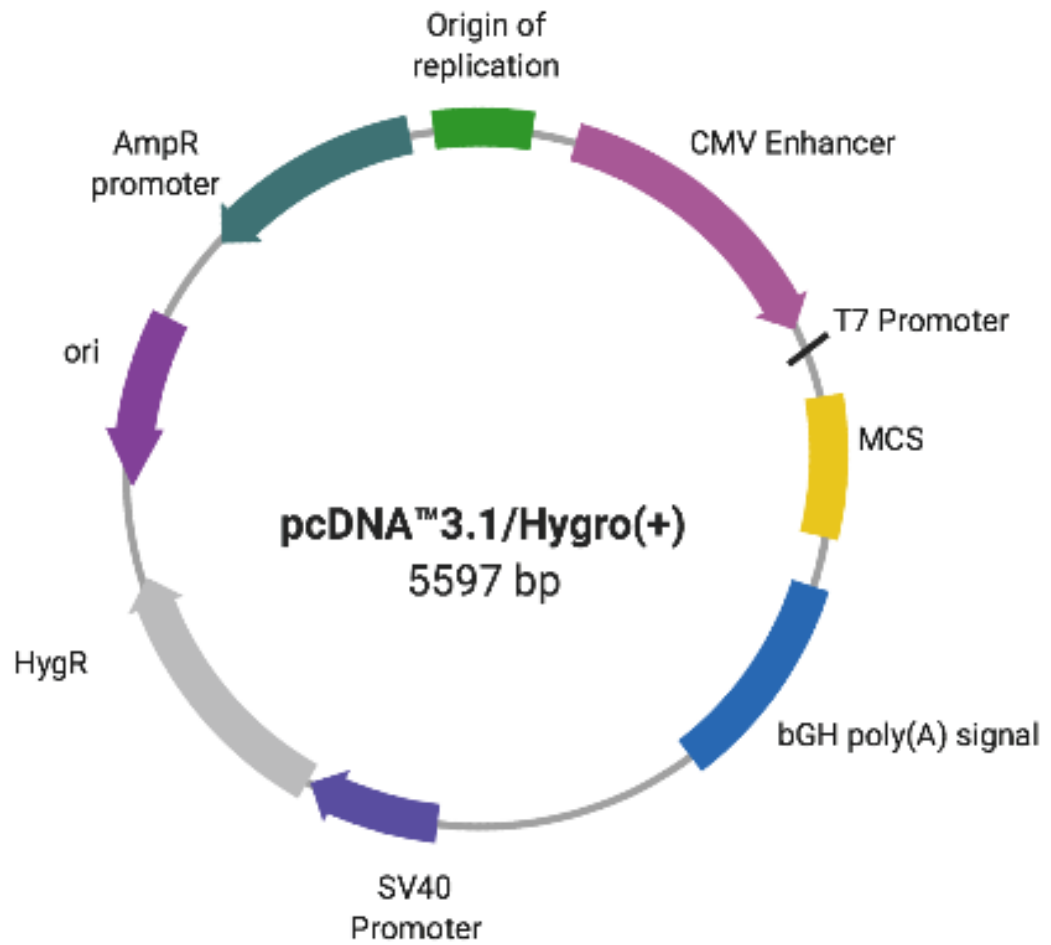 Origin of
replication
AmpR
promoter
CMV Enhancer
T7 Promoter
ori
MCS
pcDNA™3.1/Hygro(+)
5597 bp
HygR
bGH poly(A) signal
SV40
Promoter